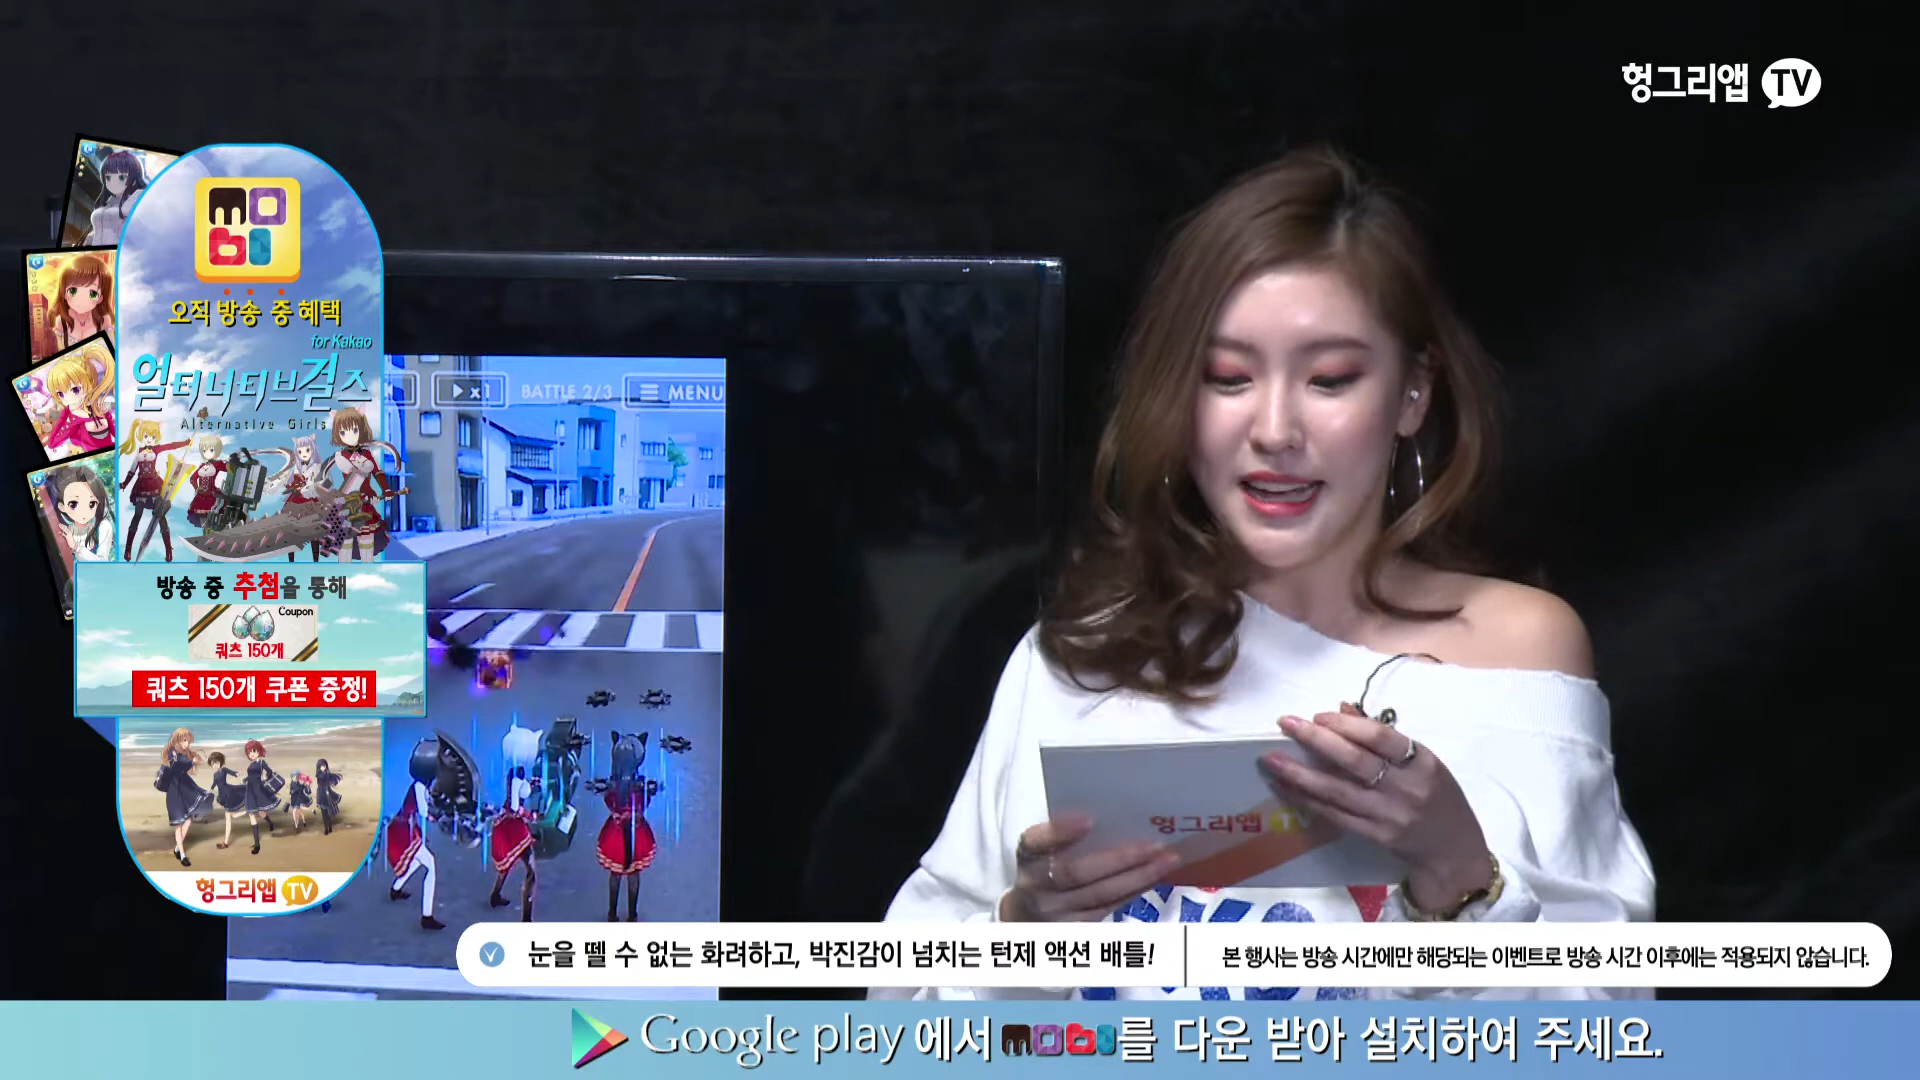 헝그리앱 TV
mobi
오직 방송 중 혜택
for Kakao
얼터너티브걸즈
Alternative Girls
x1
BATTLE 2/3
MENU
방송 중 추첨을 통해
Coupon
쿼츠 150개
쿼츠 150개 쿠폰 증정!
헝그리앱 TV
헝그리앱 TV
눈을 뗄 수 없는 화려하고, 박진감이 넘치는 턴제 액션 배틀!
본 행사는 방송 시간에만 해당되는 이벤트로 방송 시간 이후에는 적용되지 않습니다.
Google play 에서 mobi를 다운 받아 설치하여 주세요.